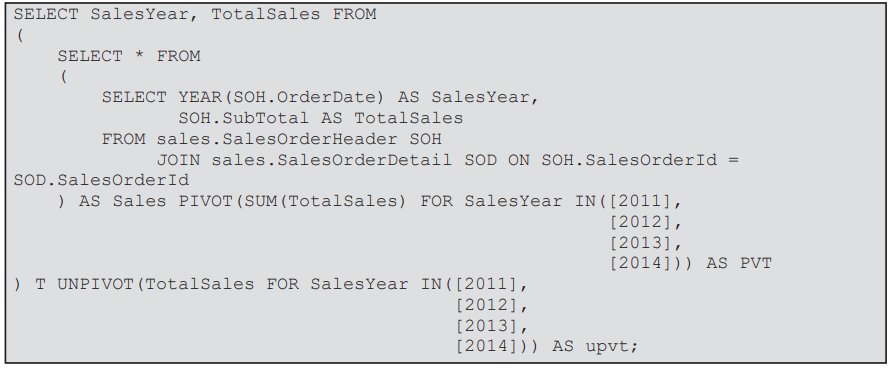 SELECT SalesYear, TotalSales FROM
(
    SELECT * FROM
    (
        SELECT YEAR(SOH.OrderDate) AS SalesYear,
               SOH.SubTotal AS TotalSales
        FROM sales.SalesOrderHeader SOH
             JOIN sales.SalesOrderDetail SOD ON SOH.SalesOrderId =
SOD.SalesOrderId
    ) AS Sales PIVOT(SUM(TotalSales) FOR SalesYear IN([2011],
                                                      [2012],
                                                      [2013],
                                                      [2014])) AS PVT
) T UNPIVOT(TotalSales FOR SalesYear IN([2011],
                                        [2012],
                                        [2013],
                                        [2014])) AS upvt;